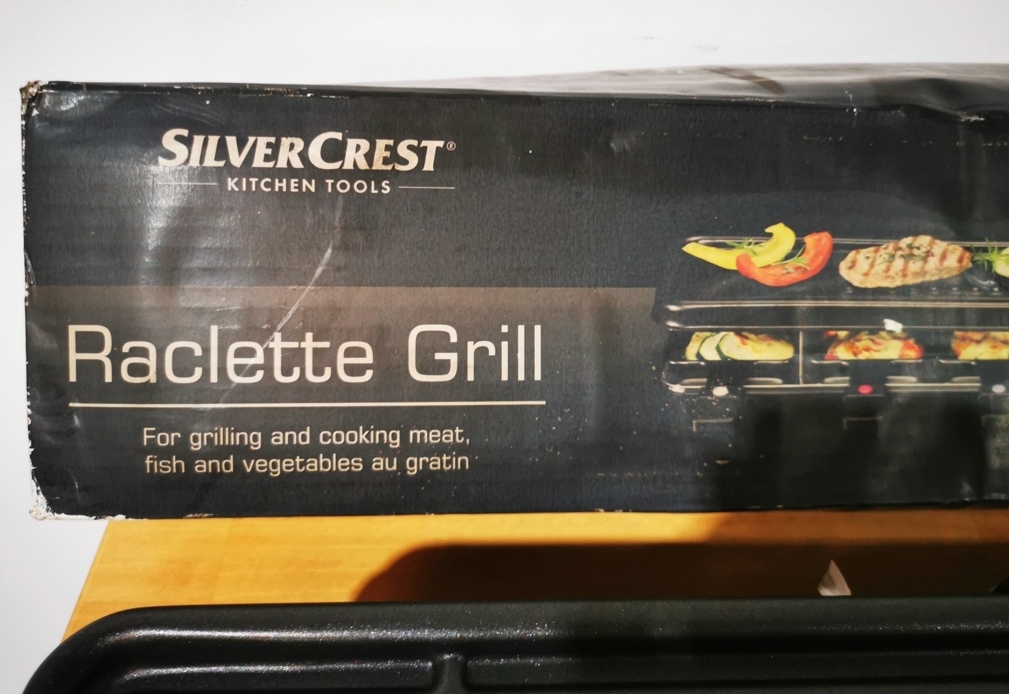 SILVERCREST®
KITCHEN TOOLS
Raclette Grill
For grilling and cooking meat,
fish and vegetables au gratin